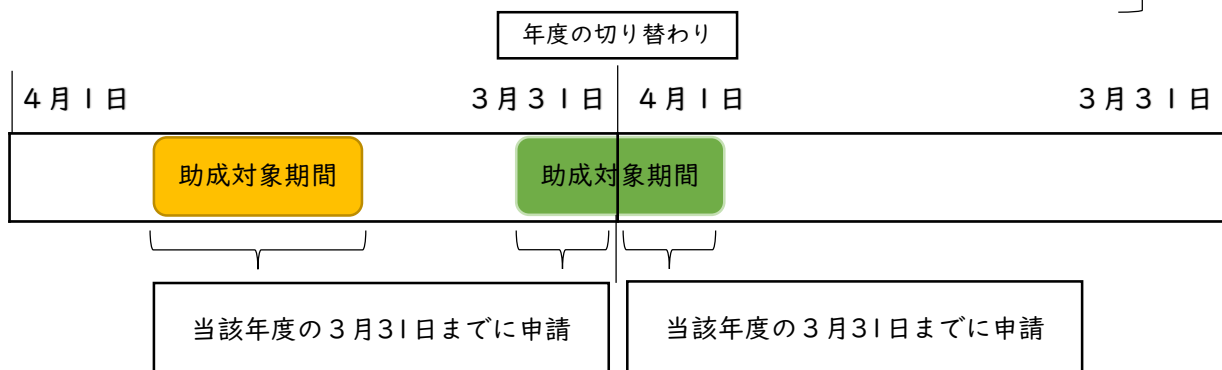 年度の切り替わり
４月１日
３月３１日
４月１日
３月３１日
助成対象期間
助成対象期間
当該年度の３月31日までに申請
当該年度の３月31日までに申請